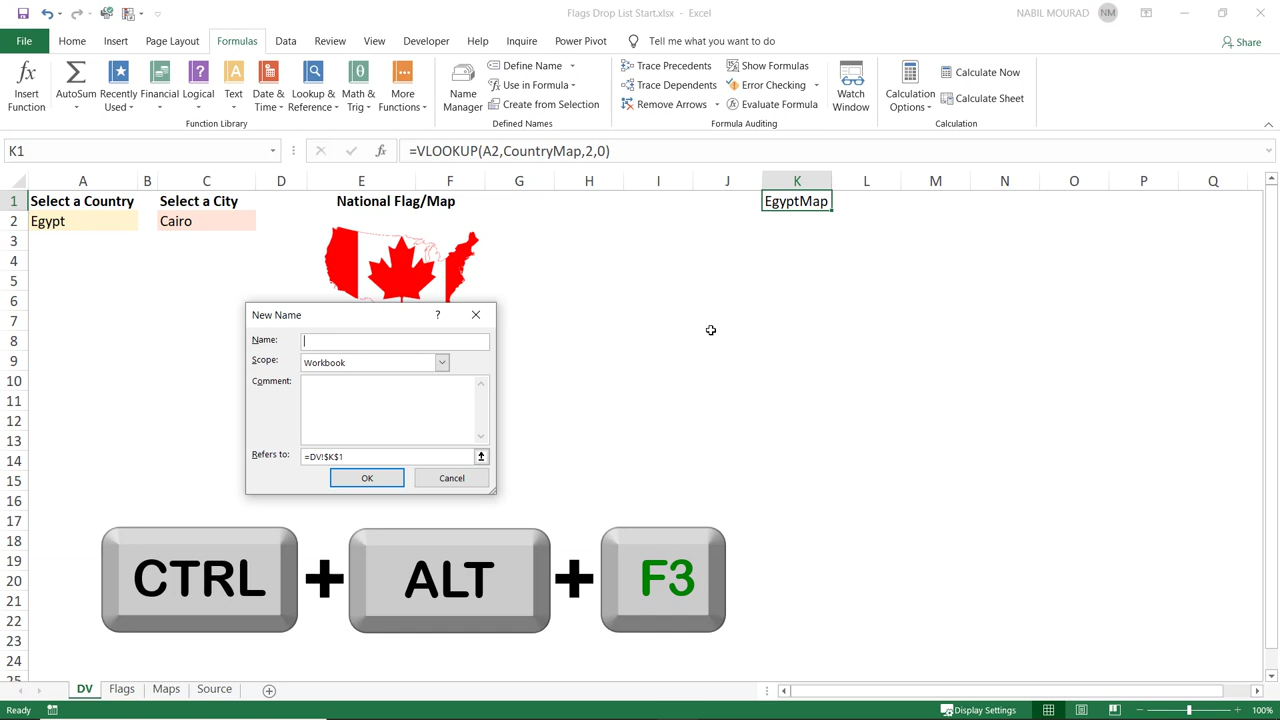 Flags Drop List Start.xlsx - Excel
NABIL MOURAD NM
File Home Insert Page Layout Formulas Data Review View Developer Help Inquire Power Pivot Tell me what you want to do Share
Insert Function
AutoSum
Recently Used
Financial
Logical
Text
Date & Time
Lookup & Reference
Math & Trig
More Functions
Function Library
Name Manager
Define Name
Use in Formula
Create from Selection
Defined Names
Trace Precedents
Trace Dependents
Remove Arrows
Show Formulas
Error Checking
Evaluate Formula
Formula Auditing
Watch Window
Calculation Options
Calculate Now
Calculate Sheet
Calculation
K1 fx =VLOOKUP(A2,CountryMap,2,0)
A B C D E F G H I J K L M N O P Q
1 Select a Country Select a City National Flag/Map EgyptMap
2 Egypt Cairo
3
4
5
6
7
8
9
10
11
12
13
14
15
16
17
18
19
20
21
22
23
24
25
New Name ?
Name:
Scope: Workbook
Comment:
Refers to: =DV!$K$1
OK Cancel
CTRL + ALT + F3
DV Flags Maps Source
Ready Display Settings 100%